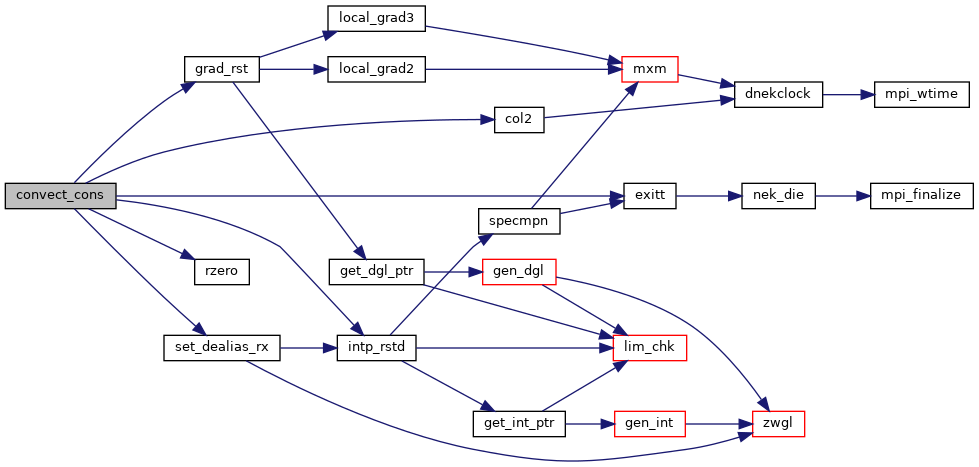 local_grad3
grad_rst
local_grad2
mxm
dnekclock
mpi_wtime
col2
convect_cons
exitt
nek_die
mpi_finalize
specmpn
rzero
get_dgl_ptr
gen_dgl
set_dealias_rx
intp_rstd
lim_chk
get_int_ptr
gen_int
zwgl